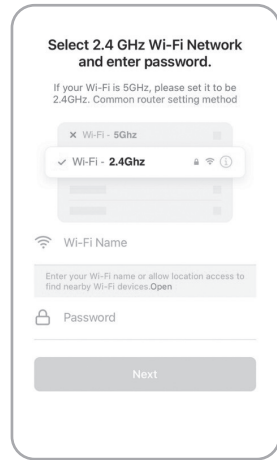 Select 2.4 GHz Wi-Fi Network
and enter password.
If your Wi-Fi is 5GHz, please set it to be
2.4GHz. Common router setting method
Wi-Fi - 5Ghz
Wi-Fi - 2.4Ghz
Wi-Fi Name
Enter your Wi-Fi name or allow location access to
find nearby Wi-Fi devices.Open
Password
Next